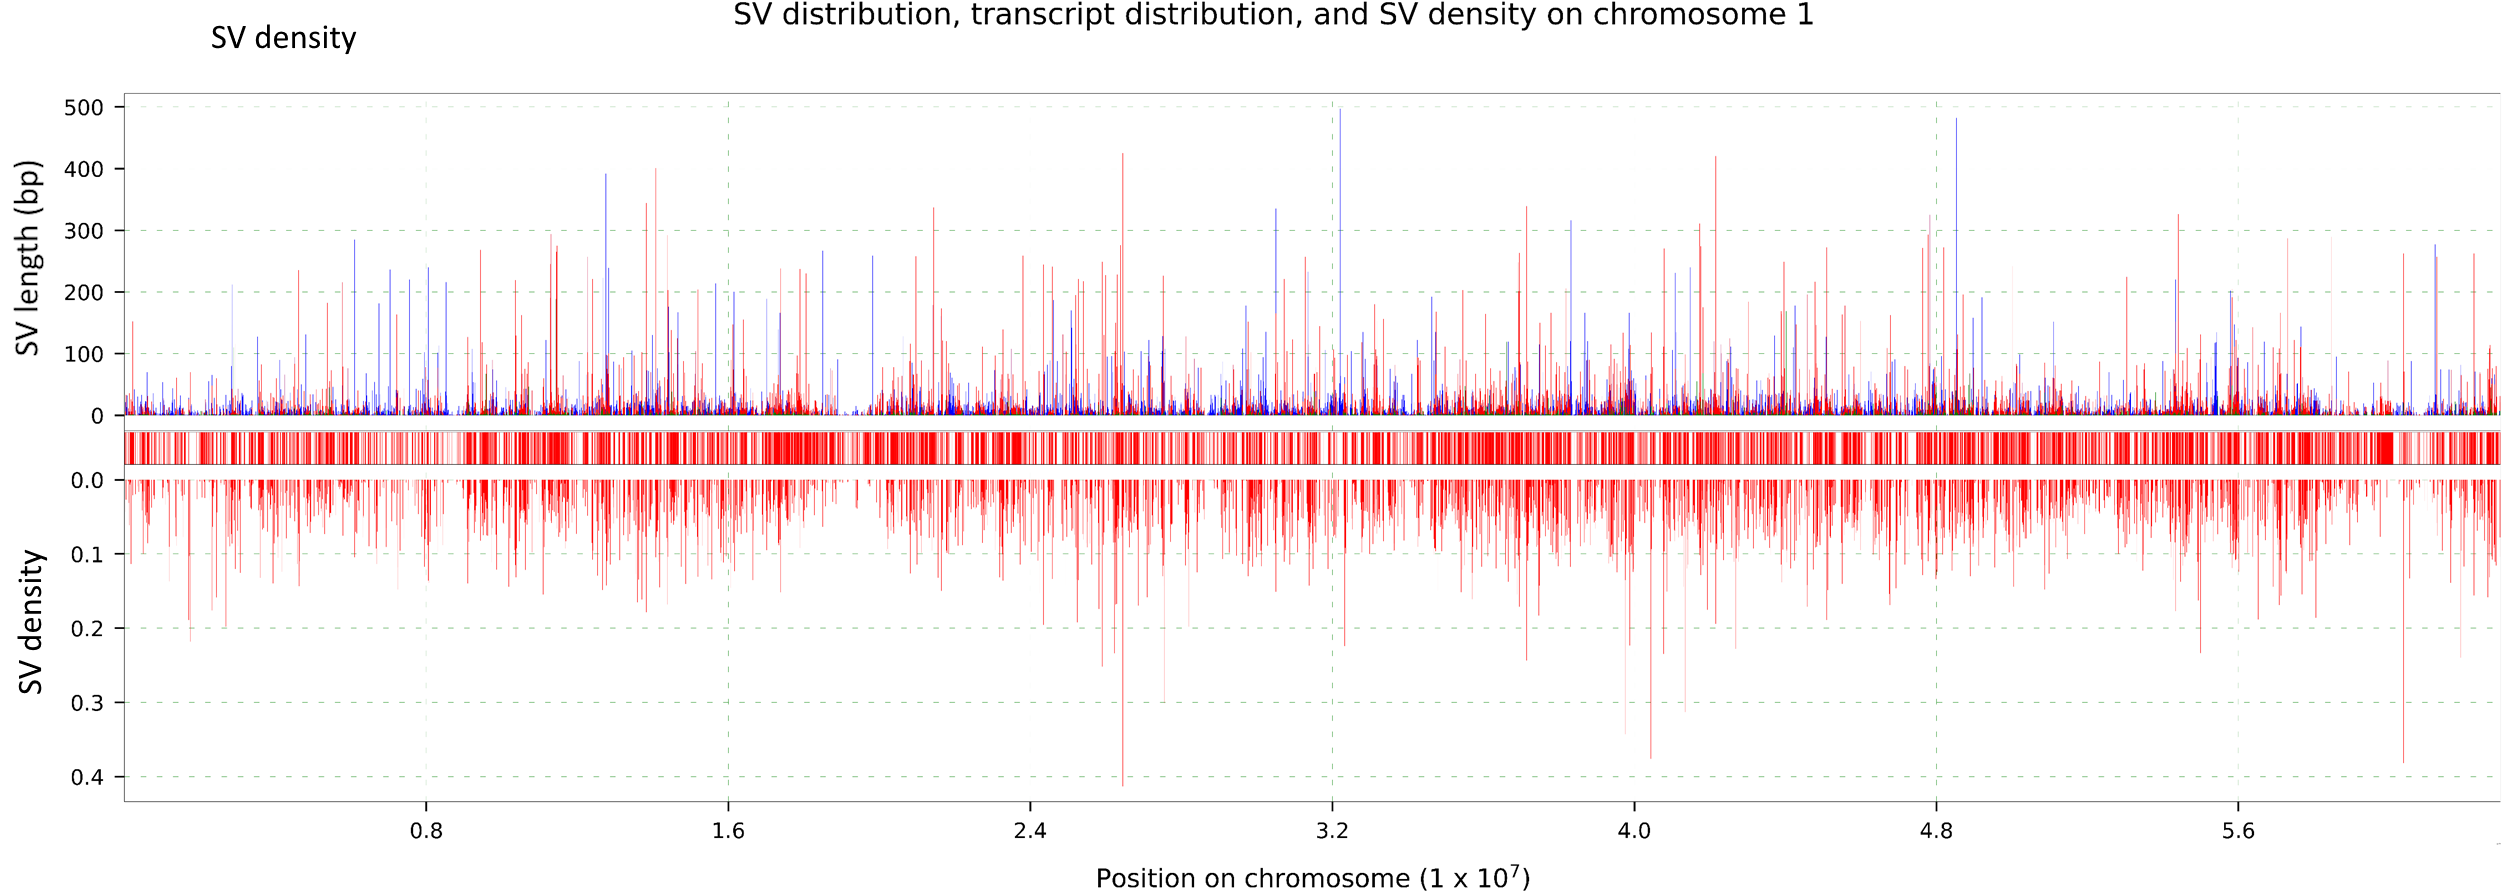 SV distribution, transcript distribution, and SV density on chromosome 1
SV density
SV length (bp)
500
400
300
200
100
0
SV density
0.0
0.1
0.2
0.3
0.4
0.8 1.6 2.4 3.2 4.0 4.8 5.6
Position on chromosome (1 x 10⁷)